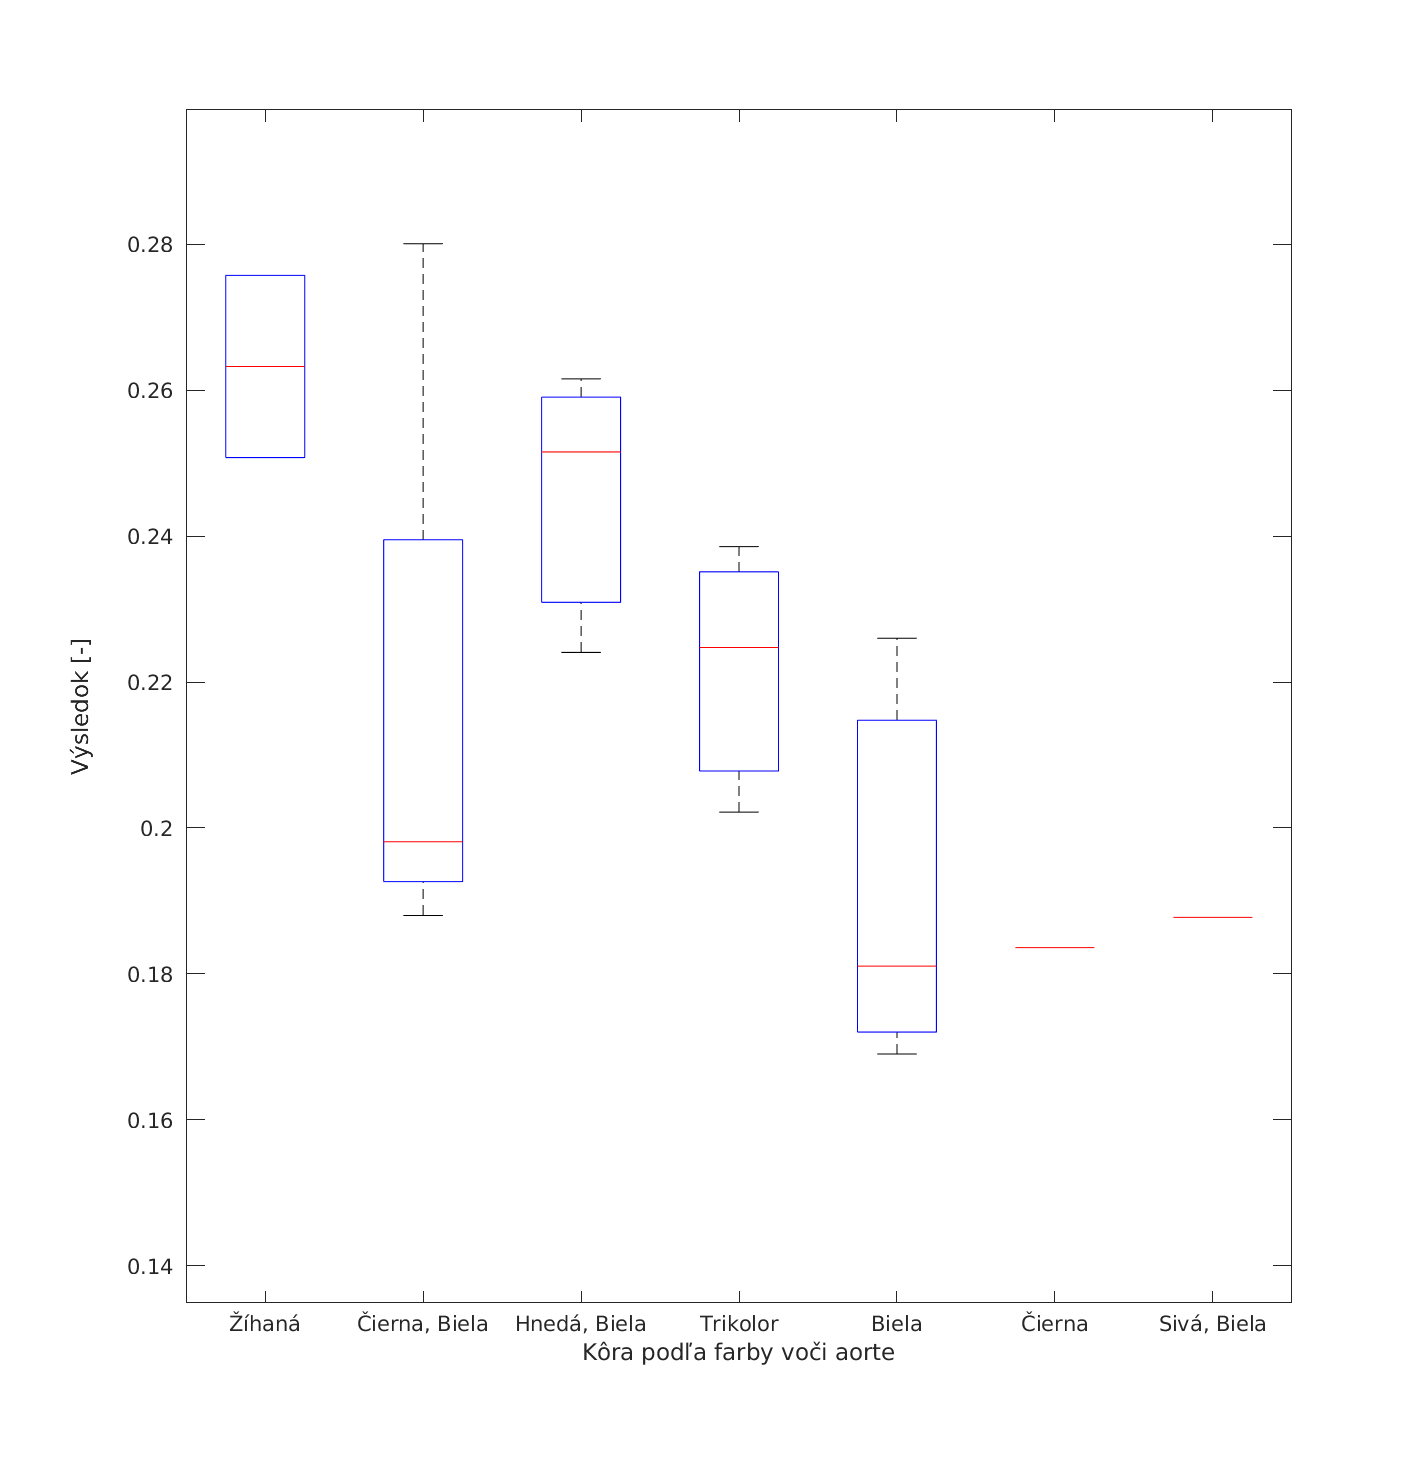 0.28
0.26
0.24
0.22
0.2
0.18
0.16
0.14
Výsledok [-]
Žíhaná Čierna, Biela Hnedá, Biela Trikolor Biela Čierna Sivá, Biela
Kôra podľa farby voči aorte